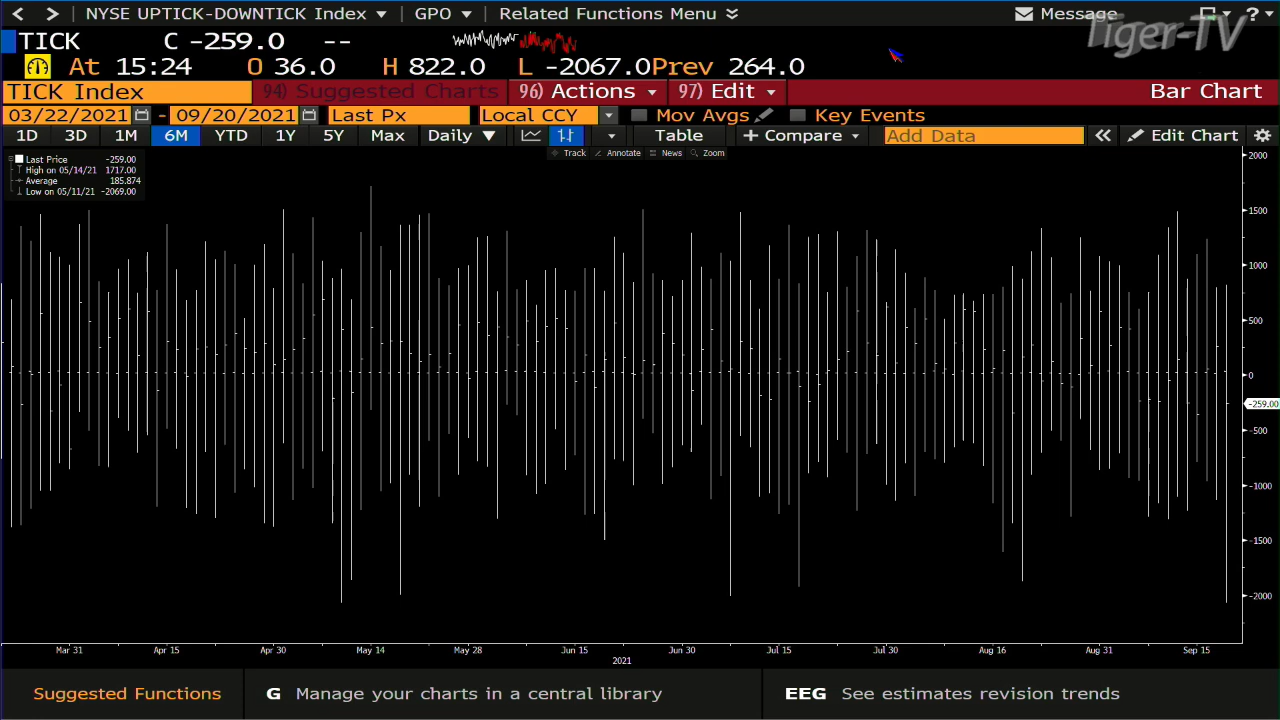 NYSE UPTICK-DOWNTICK Index GPO Related Functions Menu Message ?
Tiger-TV
TICK C -259.0 --
At 15:24 O 36.0 H 822.0 L -2067.0 Prev 264.0
TICK Index 94) Suggested Charts 96) Actions 97) Edit Bar Chart
03/22/2021 - 09/20/2021 Last Px Local CCY Mov Avgs Key Events
1D 3D 1M 6M YTD 1Y 5Y Max Daily Table + Compare Add Data « Edit Chart
Track Annotate News Zoom
Last Price -259.00
High on 05/14/21 1717.00
Average 185.874
Low on 05/11/21 -2069.00
2000
1500
1000
500
0
-259.00
-500
-1000
-1500
-2000
Mar 31 Apr 15 Apr 30 May 14 May 28 Jun 15 Jun 30 Jul 15 Jul 30 Aug 16 Aug 31 Sep 15
2021
Suggested Functions G Manage your charts in a central library EEG See estimates revision trends